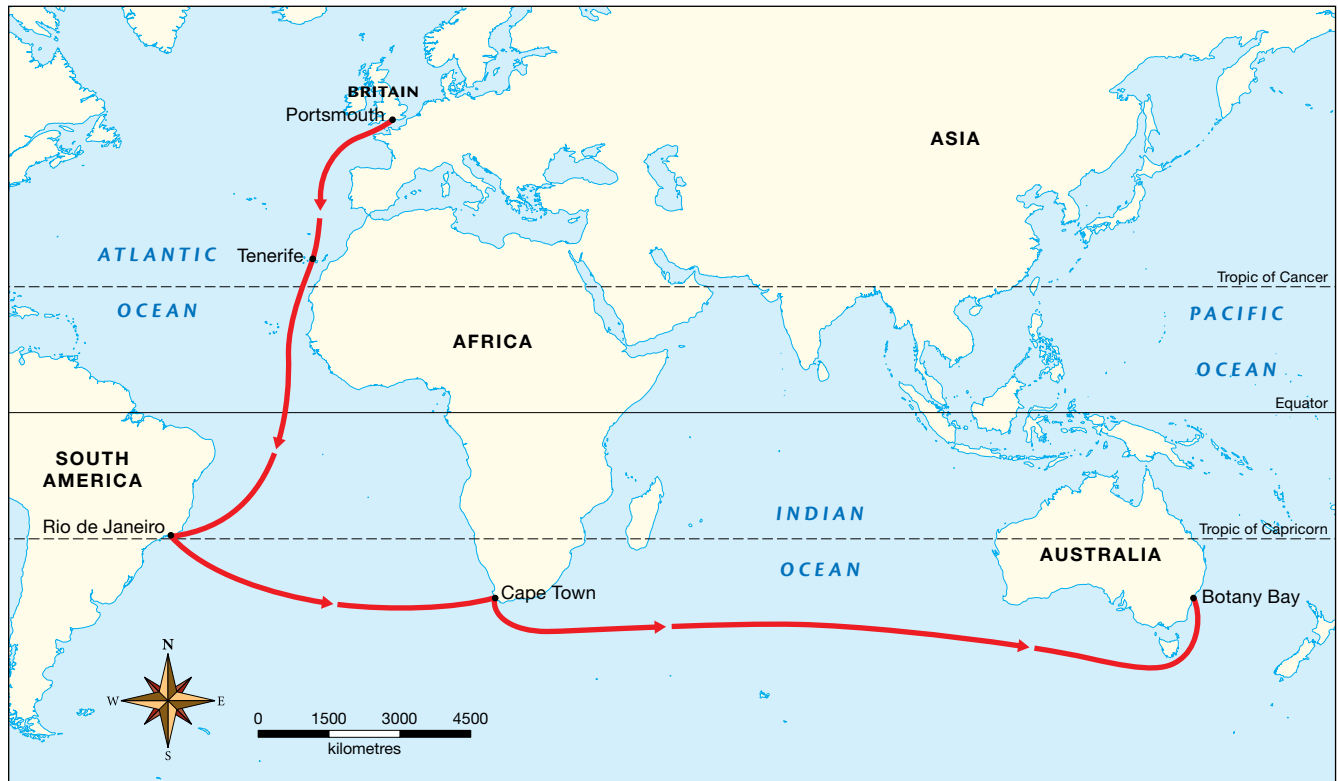 BRITAIN
Portsmouth
ASIA
ATLANTIC
OCEAN
Tenerife
Tropic of Cancer
PACIFIC
OCEAN
AFRICA
Equator
SOUTH
AMERICA
Rio de Janeiro
INDIAN
OCEAN
Tropic of Capricorn
AUSTRALIA
Cape Town
Botany Bay
N
W
E
S
0 1500 3000 4500
kilometres